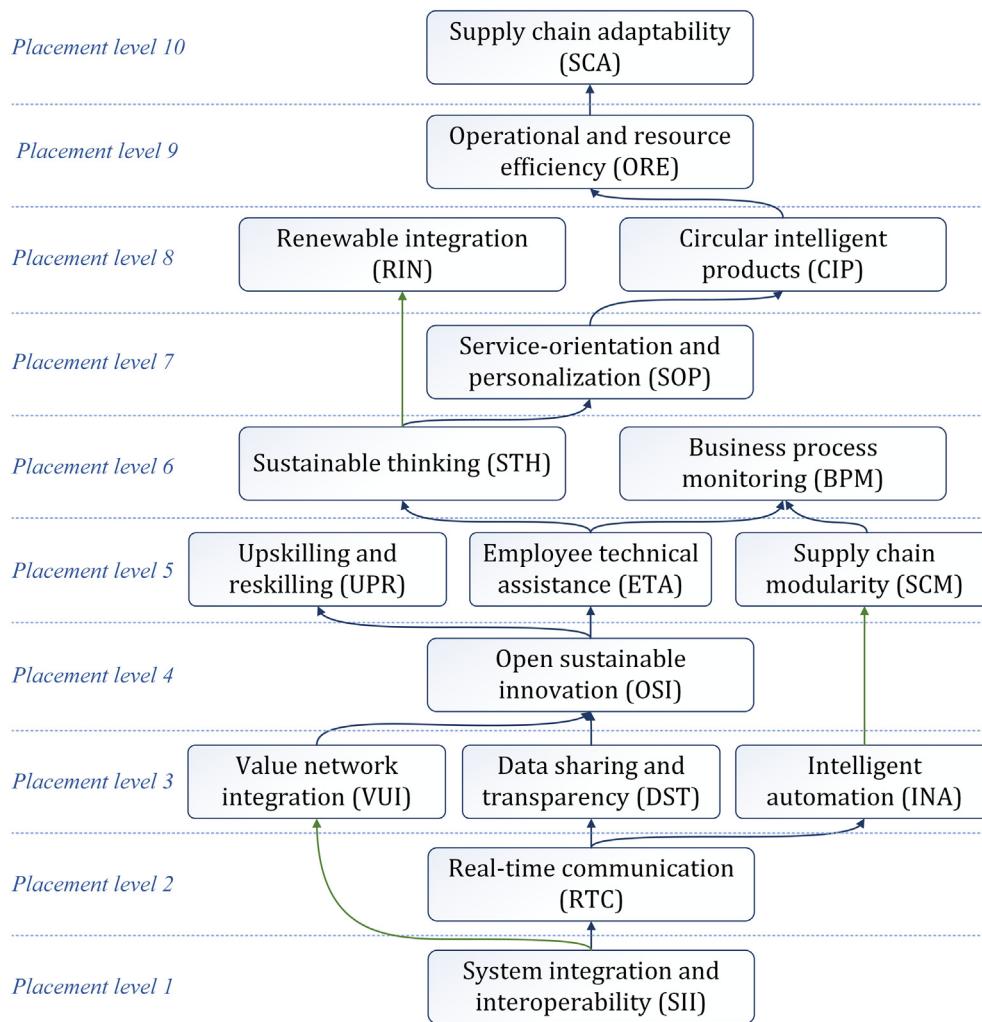 Placement level 10
Supply chain adaptability
(SCA)
Placement level 9
Operational and resource
efficiency (ORE)
Placement level 8
Renewable integration
(RIN)
Circular intelligent
products (CIP)
Placement level 7
Service-orientation and
personalization (SOP)
Placement level 6
Sustainable thinking (STH)
Business process
monitoring (BPM)
Placement level 5
Upskilling and
reskilling (UPR)
Employee technical
assistance (ETA)
Supply chain
modularity (SCM)
Placement level 4
Open sustainable
innovation (OSI)
Placement level 3
Value network
integration (VUI)
Data sharing and
transparency (DST)
Intelligent
automation (INA)
Placement level 2
Real-time communication
(RTC)
Placement level 1
System integration and
interoperability (SII)